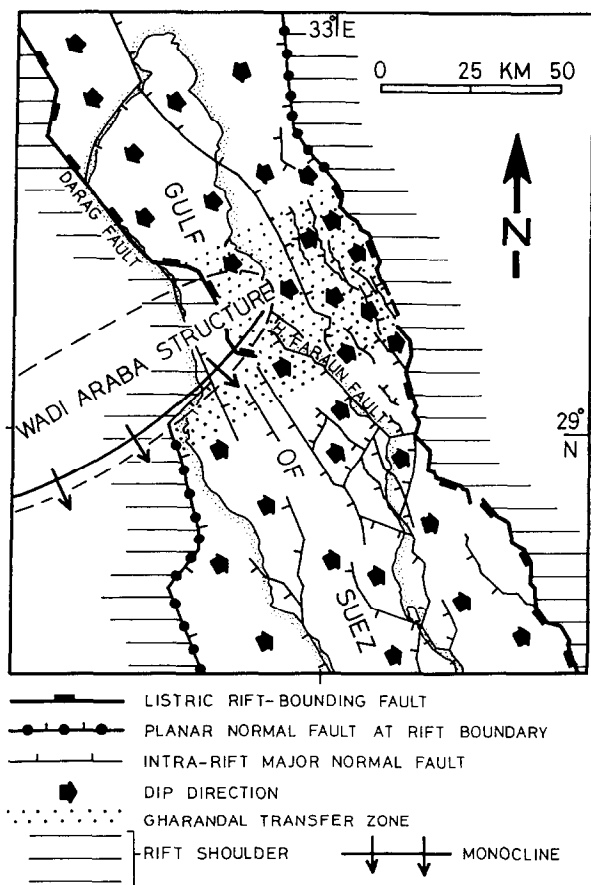 33° E
0 25 KM 50
DARAG FAULT
GULF
N
WADI ARABA STRUCTURE
H. FARAUN FAULT
29°
N
OF
SUEZ
LISTRIC RIFT-BOUNDING FAULT
PLANAR NORMAL FAULT AT RIFT BOUNDARY
INTRA-RIFT MAJOR NORMAL FAULT
DIP DIRECTION
GHARANDAL TRANSFER ZONE
RIFT SHOULDER MONOCLINE